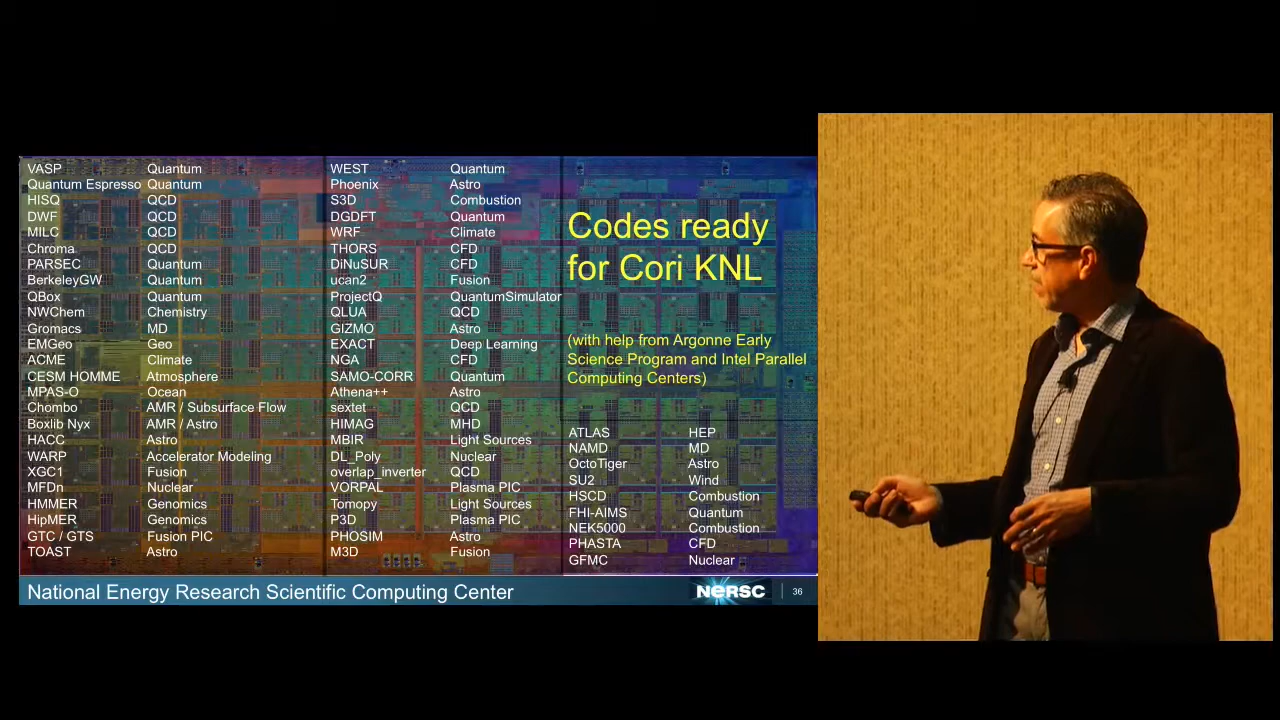 VASP Quantum
Quantum Espresso Quantum
HISQ QCD
DWF QCD
MILC QCD
Chroma QCD
PARSEC Quantum
BerkeleyGW Quantum
QBox Quantum
NWChem Chemistry
Gromacs MD
EMGeo Geo
ACME Climate
CESM HOMME Atmosphere
MPAS-O Ocean
Chombo AMR / Subsurface Flow
Boxlib Nyx AMR / Astro
HACC Astro
WARP Accelerator Modeling
XGC1 Fusion
MFDn Nuclear
HMMER Genomics
HipMER Genomics
GTC / GTS Fusion PIC
TOAST Astro
WEST Quantum
Phoenix Astro
S3D Combustion
DGDFT Quantum
WRF Climate
THORS CFD
DiNuSUR CFD
ucan2 Fusion
ProjectQ QuantumSimulator
QLUA QCD
GIZMO Astro
EXACT Deep Learning
NGA CFD
SAMO-CORR Quantum
Athena++ Astro
sextet QCD
HIMAG MHD
MBIR Light Sources
DL_Poly Nuclear
overlap_inverter QCD
VORPAL Plasma PIC
Tomopy Light Sources
P3D Plasma PIC
PHOSIM Astro
M3D Fusion
Codes ready
for Cori KNL
(with help from Argonne Early
Science Program and Intel Parallel
Computing Centers)
ATLAS HEP
NAMD MD
OctoTiger Astro
SU2 Wind
HSCD Combustion
FHI-AIMS Quantum
NEK5000 Combustion
PHASTA CFD
GFMC Nuclear
National Energy Research Scientific Computing Center
NERSC
36